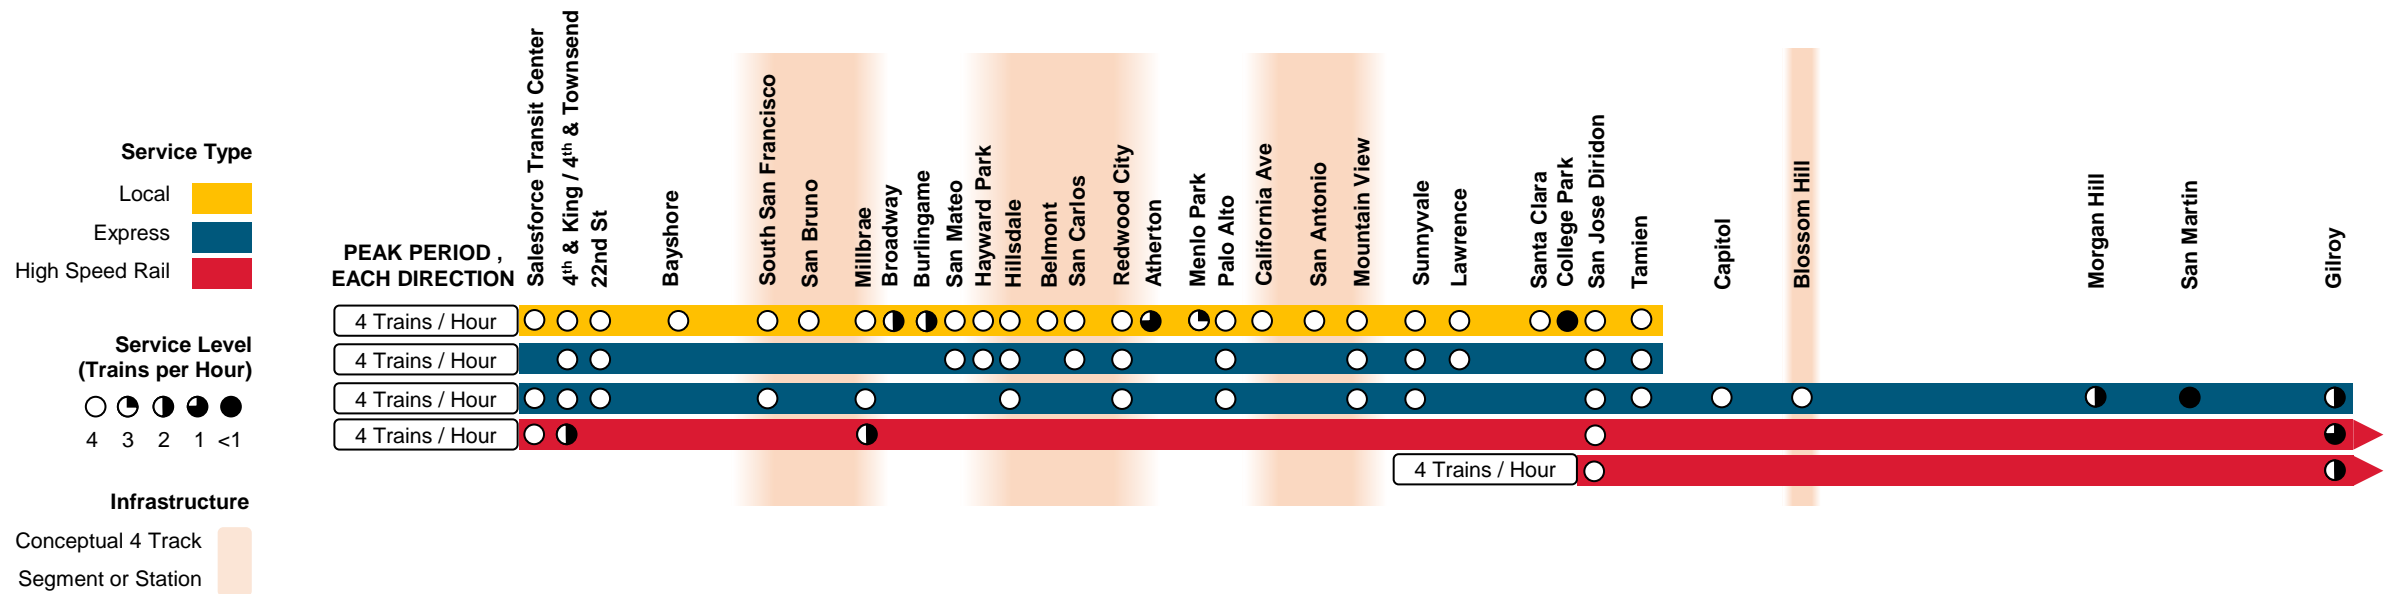 Service Type
Local
Express
High Speed Rail
Service Level
(Trains per Hour)
4 3 2 1 <1
Infrastructure
Conceptual 4 Track
Segment or Station
PEAK PERIOD ,
EACH DIRECTION
Salesforce Transit Center
4th & King / 4th & Townsend
22nd St
Bayshore
South San Francisco
San Bruno
Millbrae
Broadway
Burlingame
San Mateo
Hayward Park
Hillsdale
Belmont
San Carlos
Redwood City
Atherton
Menlo Park
Palo Alto
California Ave
San Antonio
Mountain View
Sunnyvale
Lawrence
Santa Clara
College Park
San Jose Diridon
Tamien
Capitol
Blossom Hill
Morgan Hill
San Martin
Gilroy
4 Trains / Hour
4 Trains / Hour
4 Trains / Hour
4 Trains / Hour
4 Trains / Hour